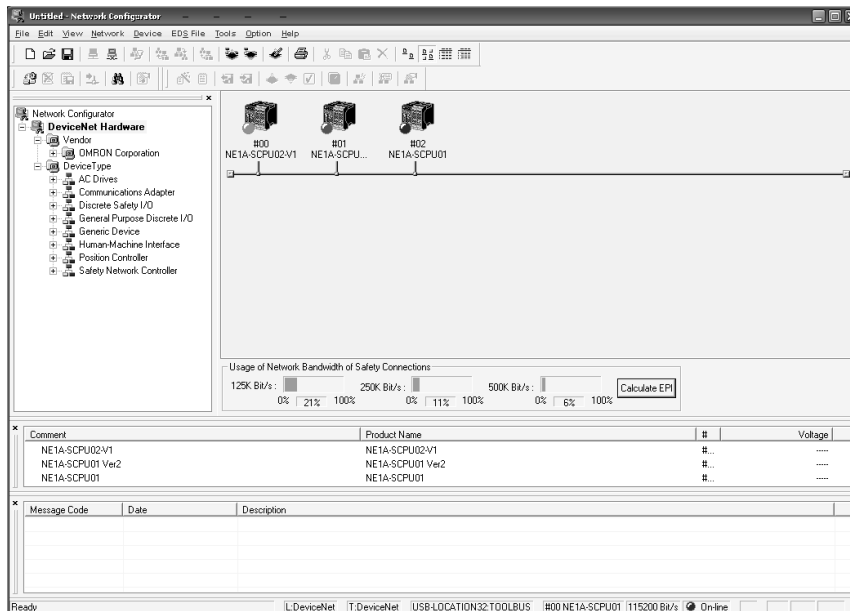 Untitled - Network Configurator
File Edit View Network Device EDS File Tools Option Help
Network Configurator
DeviceNet Hardware
Vendor
OMRON Corporation
DeviceType
AC Drives
Communications Adapter
Discrete Safety I/O
General Purpose Discrete I/O
Generic Device
Human-Machine Interface
Position Controller
Safety Network Controller
#00 #01 #02
NE1A-SCPU02-V1 NE1A-SCPU... NE1A-SCPU01
Usage of Network Bandwidth of Safety Connections
125K Bit/s : 250K Bit/s : 500K Bit/s : Calculate EPI
0% 21% 100% 0% 11% 100% 0% 6% 100%
Comment Product Name # Voltage
NE1A-SCPU02-V1 NE1A-SCPU02-V1 #... -----
NE1A-SCPU01 Ver2 NE1A-SCPU01 Ver2 #... -----
NE1A-SCPU01 NE1A-SCPU01 #... -----
Message Code Date Description
Ready L:DeviceNet T:DeviceNet USB-LOCATION32:TOOLBUS #00 NE1A-SCPU01 115200 Bit/s On-line